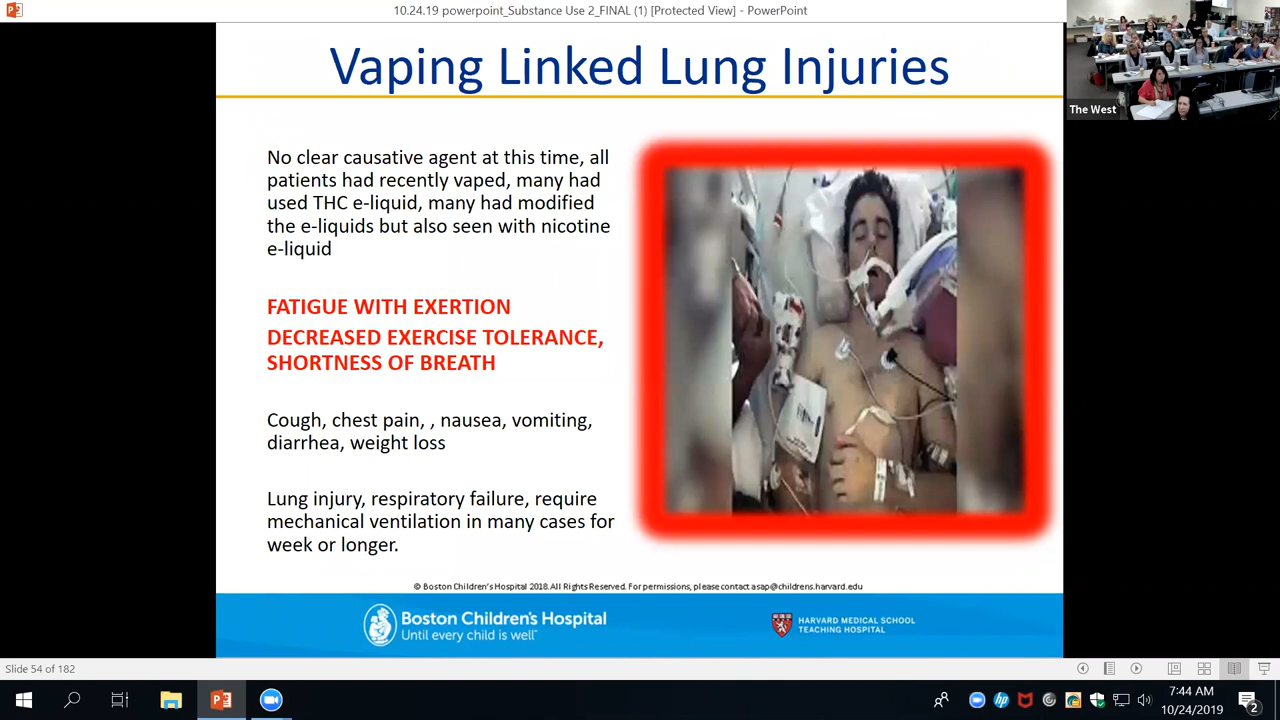 10.24.19 powerpoint_Substance Use 2_FINAL (1) [Protected View] - PowerPoint
Vaping Linked Lung Injuries
The West
No clear causative agent at this time, all
patients had recently vaped, many had
used THC e-liquid, many had modified
the e-liquids but also seen with nicotine
e-liquid
FATIGUE WITH EXERTION
DECREASED EXERCISE TOLERANCE,
SHORTNESS OF BREATH
Cough, chest pain, , nausea, vomiting,
diarrhea, weight loss
Lung injury, respiratory failure, require
mechanical ventilation in many cases for
week or longer.
© Boston Children's Hospital 2018.All Rights Reserved. For permissions, please contact asap@childrens.harvard.edu
Boston Children's Hospital
Until every child is well™
HARVARD MEDICAL SCHOOL
TEACHING HOSPITAL
Slide 54 of 182
7:44 AM
10/24/2019
2